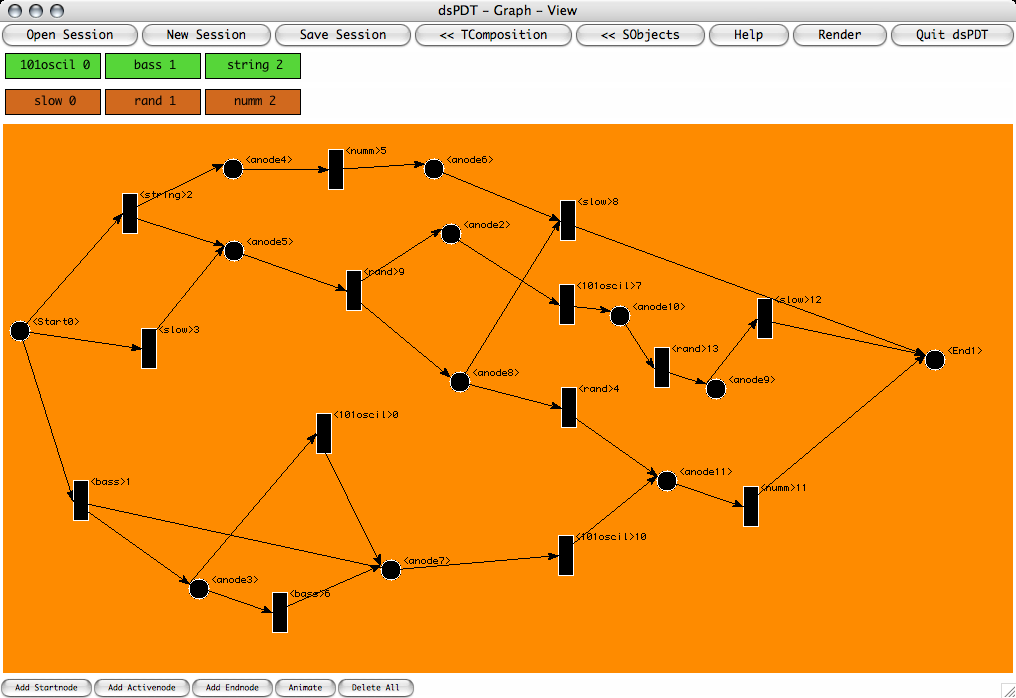 dsPDT - Graph - View
Open Session New Session Save Session << TComposition << SObjects Help Render Quit dsPDT
101oscil 0 bass 1 string 2
slow 0 rand 1 numm 2
<numm>5
<anode4> <anode6>
<string>2 <slow>8
<anode2>
<anode5>
<rand>9
<101oscil>7
<slow>12
<anode10>
<Start0>
<slow>3
<rand>13 <End1>
<anode8> <anode9>
<rand>4
<101oscil>0
<anode11>
<bass>1 <numm>11
<101oscil>10
<anode7>
<anode3>
<bass>6
Add Startnode Add Activenode Add Endnode Animate Delete All